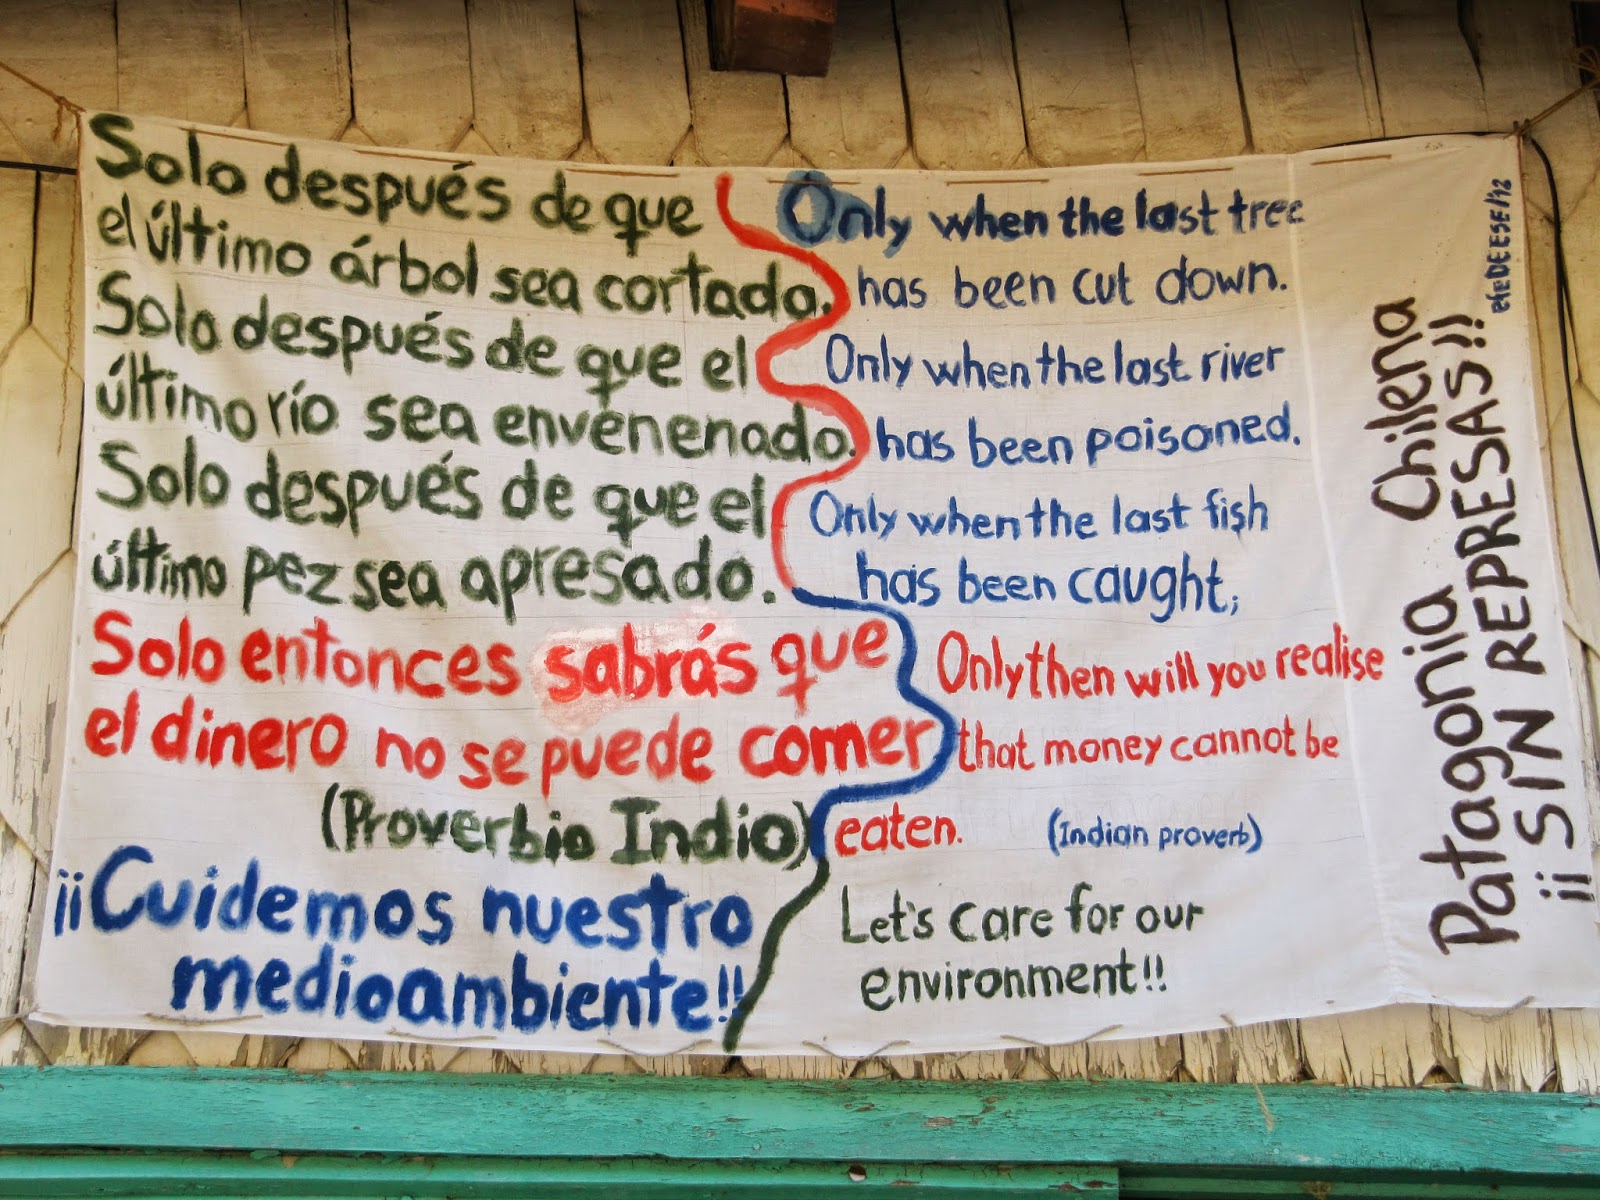 Solo después de que
el último árbol sea cortado.
Solo después de que el
último río sea envenenado.
Solo después de que el
último pez sea apresado.
Solo entonces sabrás que
el dinero no se puede comer
(Proverbio Indio)
¡¡Cuidemos nuestro
medioambiente!!
Only when the last tree
has been cut down.
Only when the last river
has been poisoned.
Only when the last fish
has been caught;
Only then will you realise
that money cannot be
eaten. (Indian proverb)
Let's care for our
environment!!
Patagonia Chilena
¡¡SIN REPRESAS!!
efeDEESE/12